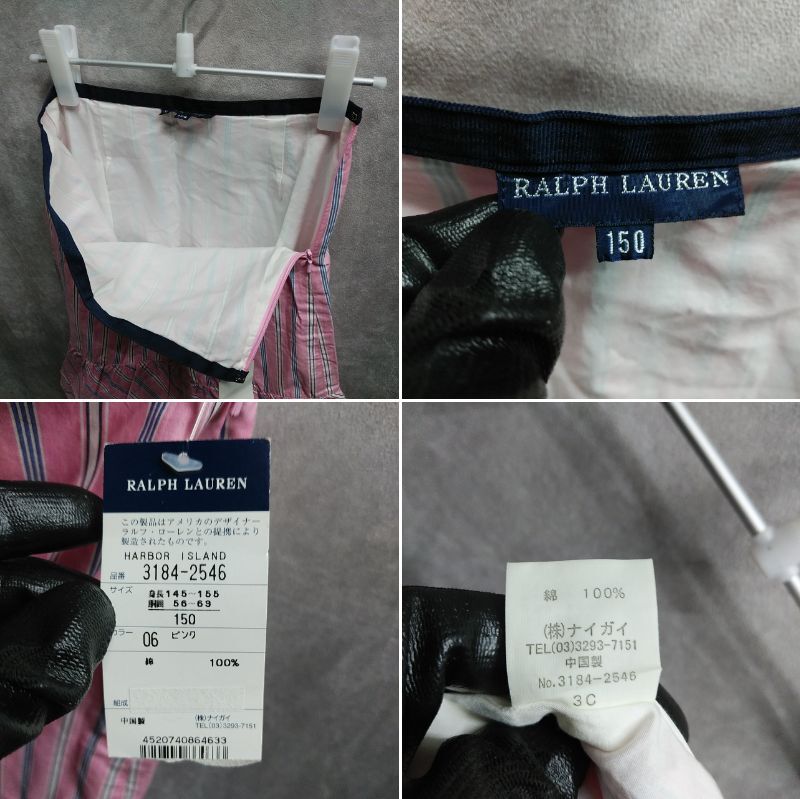 RALPH LAUREN
150
RALPH LAUREN
この製品はアメリカのデザイナー
ラルフ・ローレンとの提携により
製造されたものです。
HARBOR ISLAND
品番 3184-2546
サイズ 身長 145~155
胴囲 56~63
150
カラー 06 ピンク
綿 100%
組成
中国製 (株)ナイガイ
TEL(03)3293-7151
4520740864633
綿 100%
(株)ナイガイ
TEL(03)3293-7151
中国製
No.3184-2546
3C